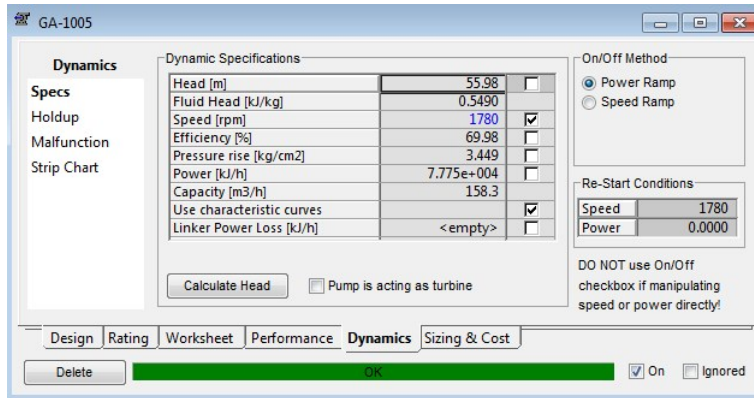 GA-1005
Dynamics
Specs
Holdup
Malfunction
Strip Chart
Dynamic Specifications
Head [m] 55.98
Fluid Head [kJ/kg] 0.5490
Speed [rpm] 1780
Efficiency [%] 69.98
Pressure rise [kg/cm2] 3.449
Power [kJ/h] 7.775e+004
Capacity [m3/h] 158.3
Use characteristic curves
Linker Power Loss [kJ/h] <empty>
Calculate Head Pump is acting as turbine
On/Off Method
Power Ramp
Speed Ramp
Re-Start Conditions
Speed 1780
Power 0.0000
DO NOT use On/Off
checkbox if manipulating
speed or power directly!
Design Rating Worksheet Performance Dynamics Sizing & Cost
Delete OK On Ignored